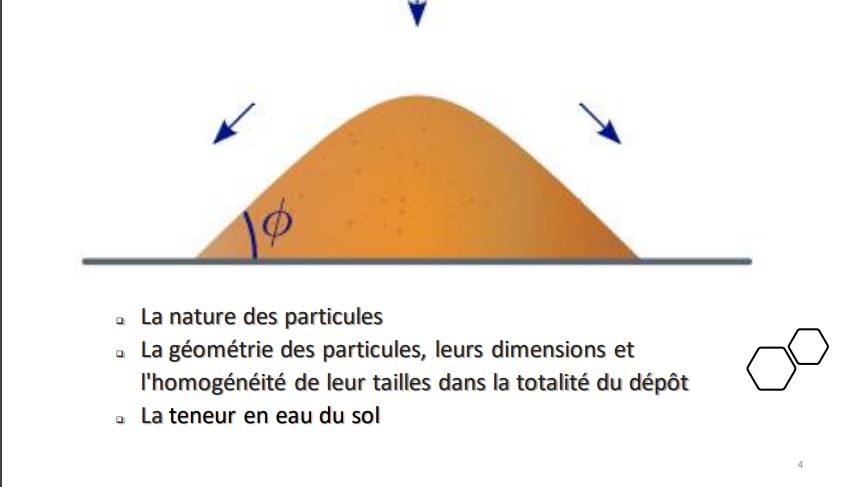 ϕ
La nature des particules
La géométrie des particules, leurs dimensions et
l'homogénéité de leur tailles dans la totalité du dépôt
La teneur en eau du sol
4